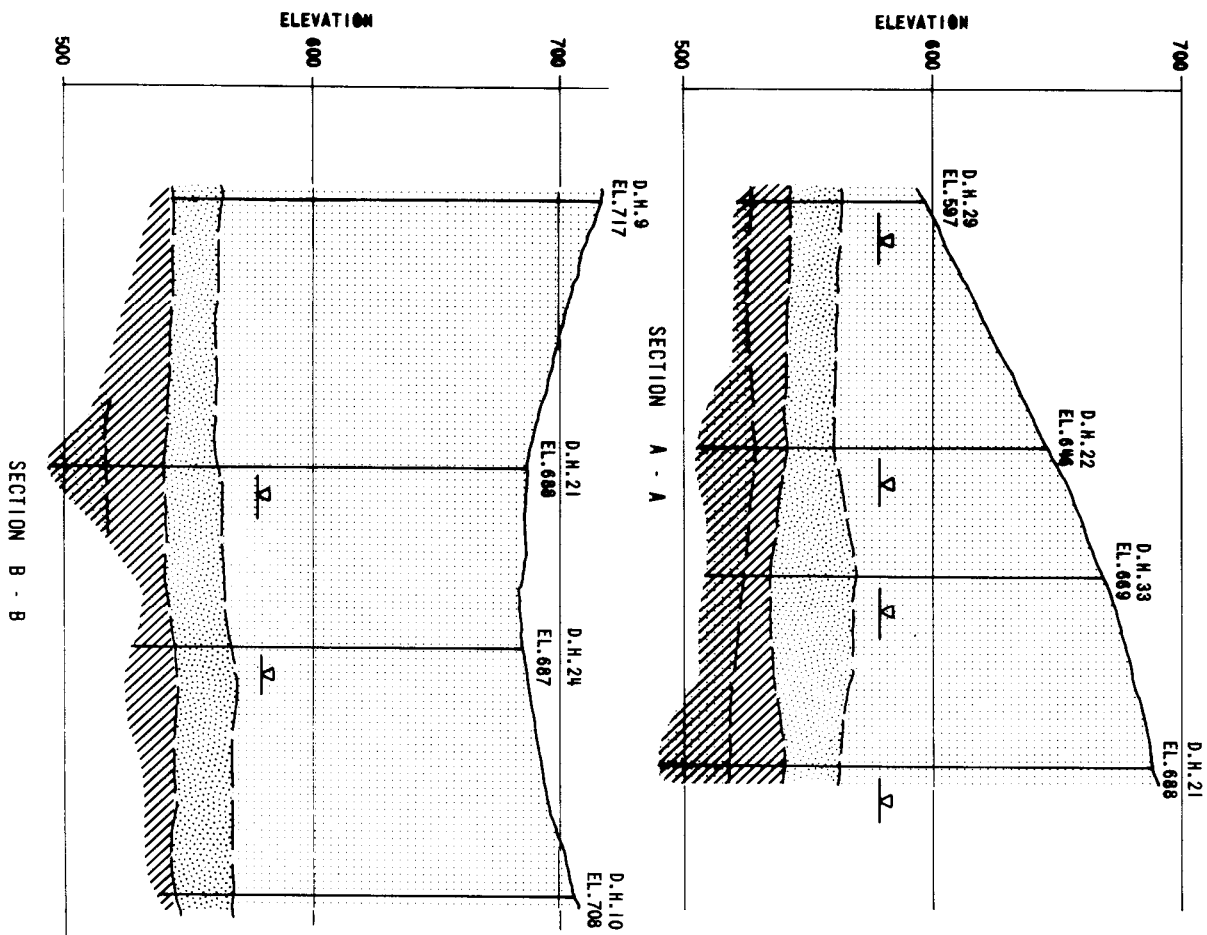 ELEVATION
500
600
700
D.H.29
EL.597
D.H.22
EL.646
D.H.33
EL.669
D.H.21
EL.688
SECTION A - A
ELEVATION
500
600
700
D.H.9
EL.717
D.H.21
EL.688
D.H.24
EL.687
D.H.10
EL.708
SECTION B - B